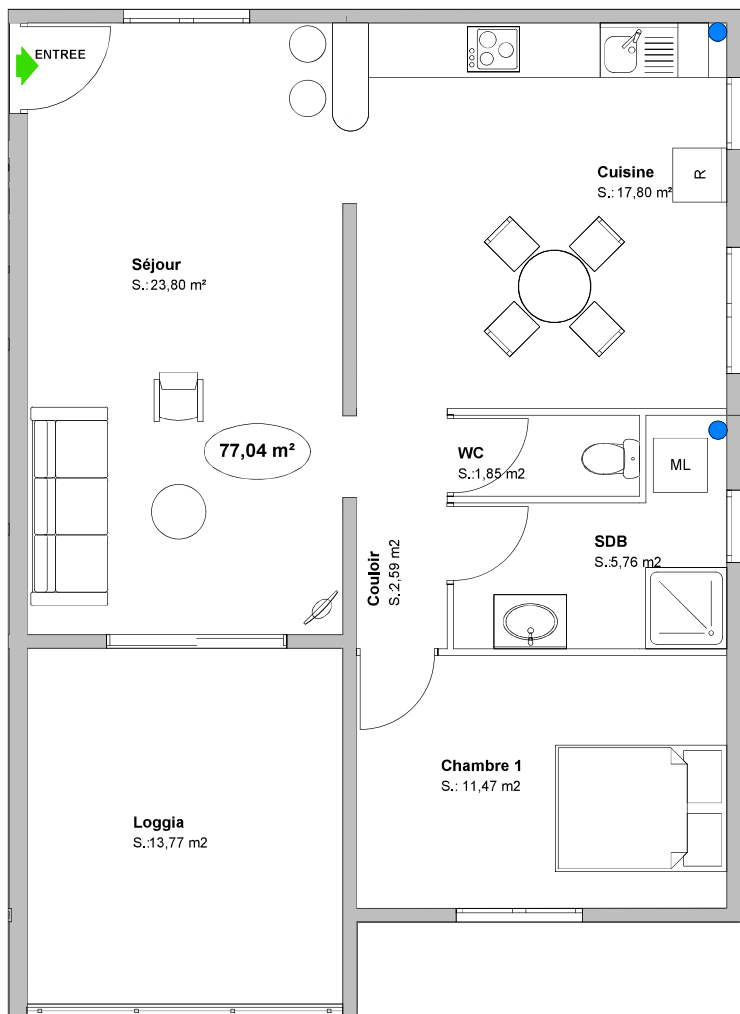 ENTREE
Cuisine
S.:17,80 m²
R
Séjour
S.:23,80 m²
77,04 m²
WC
S.:1,85 m2
ML
SDB
S.:5,76 m2
Couloir
S.:2,59 m2
Chambre 1
S.: 11,47 m2
Loggia
S.:13,77 m2